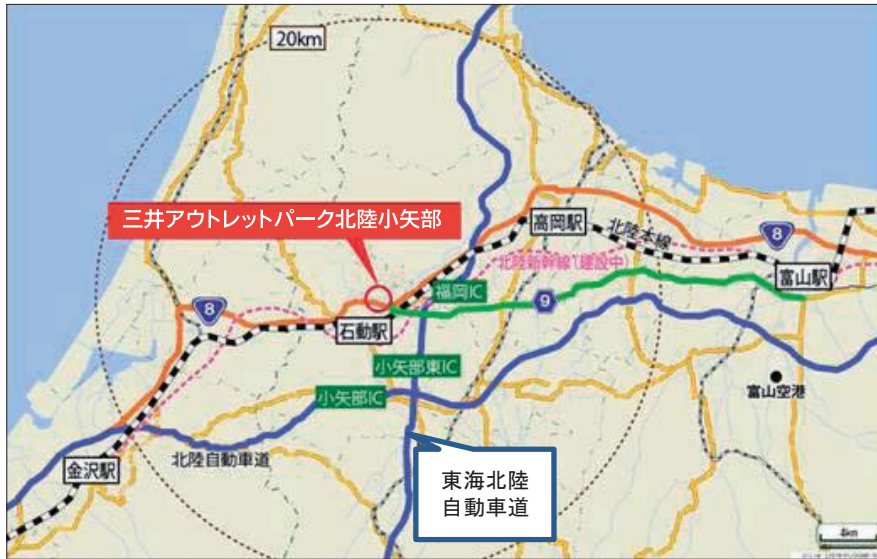 20km
三井アウトレットパーク北陸小矢部
高岡駅
北陸本線
8
北陸新幹線(建設中)
富山駅
福岡IC
9
8
石動駅
小矢部東IC
小矢部IC
富山空港
金沢駅
北陸自動車道
東海北陸
自動車道
4km